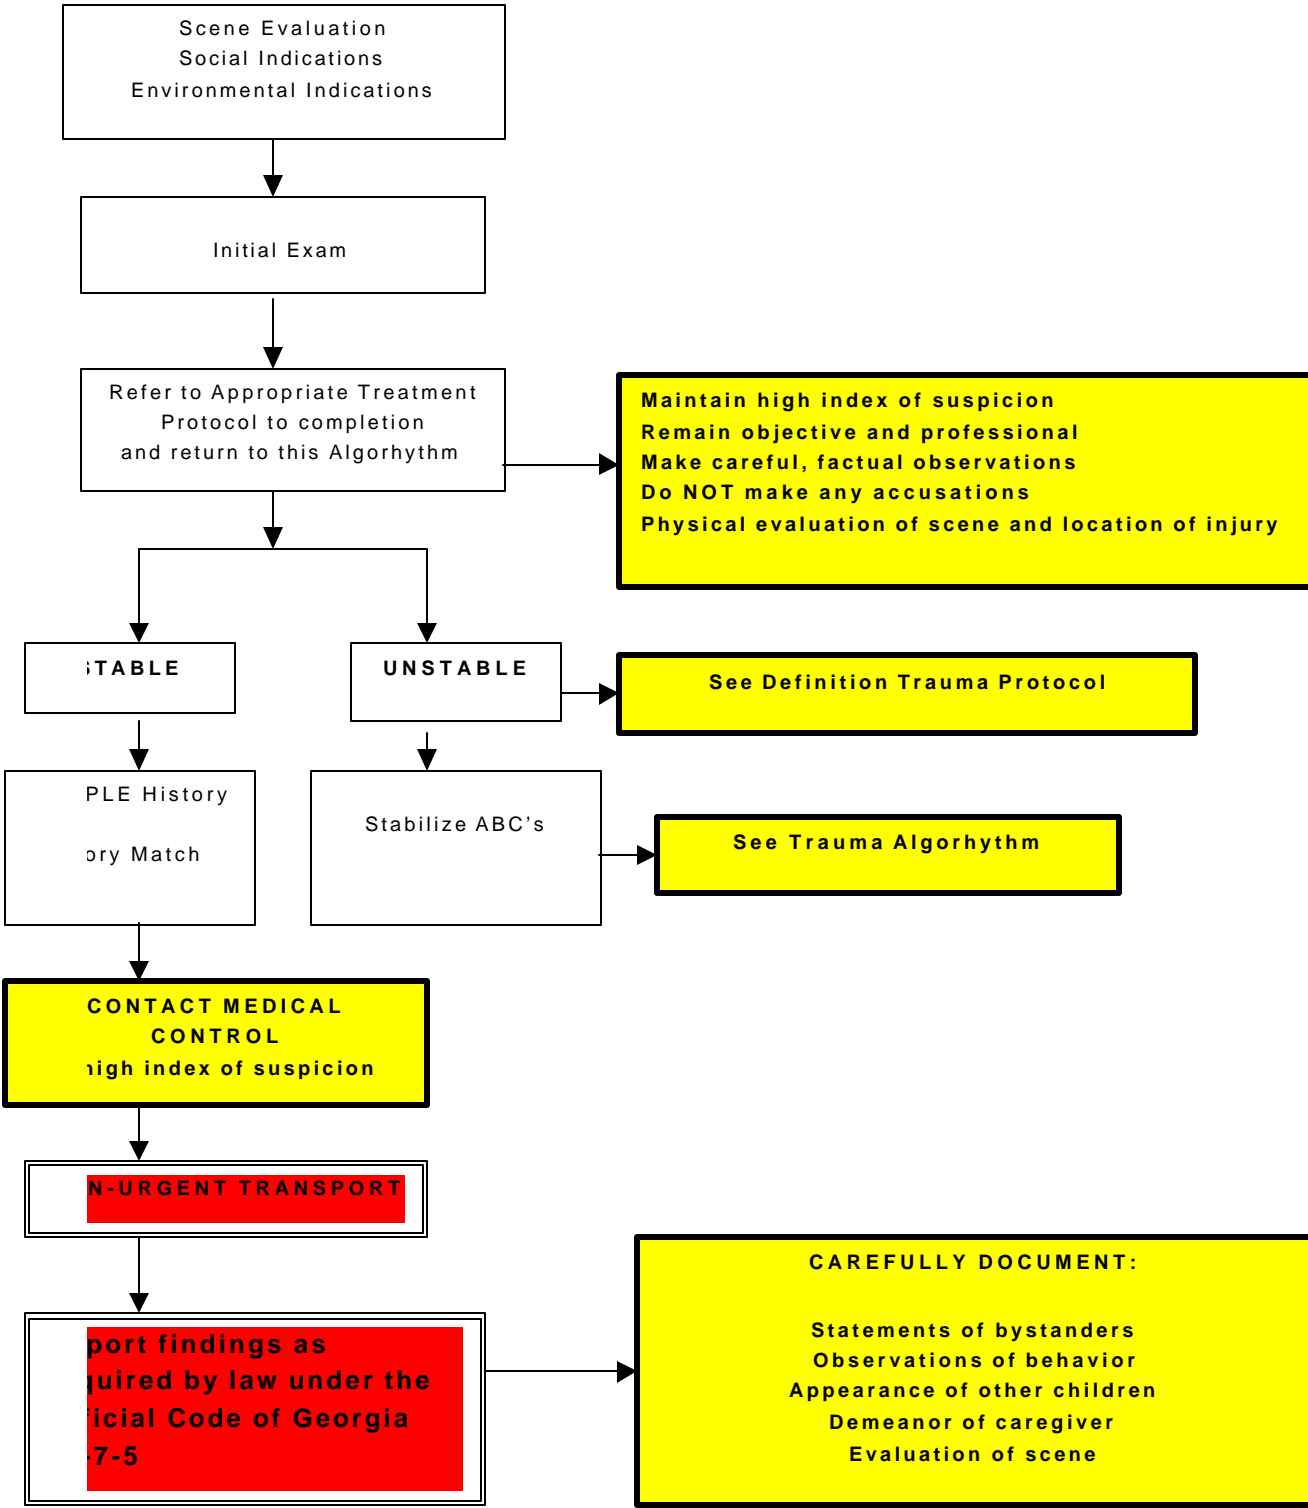 Scene Evaluation
Social Indications
Environmental Indications
Initial Exam
Refer to Appropriate Treatment
Protocol to completion
and return to this Algorhythm
Maintain high index of suspicion
Remain objective and professional
Make careful, factual observations
Do NOT make any accusations
Physical evaluation of scene and location of injury
TABLE
UNSTABLE
See Definition Trauma Protocol
PLE History
ory Match
Stabilize ABC's
See Trauma Algorhythm
CONTACT MEDICAL
CONTROL
high index of suspicion
N-URGENT TRANSPORT
port findings as
quired by law under the
ficial Code of Georgia
-7-5
CAREFULLY DOCUMENT:
Statements of bystanders
Observations of behavior
Appearance of other children
Demeanor of caregiver
Evaluation of scene